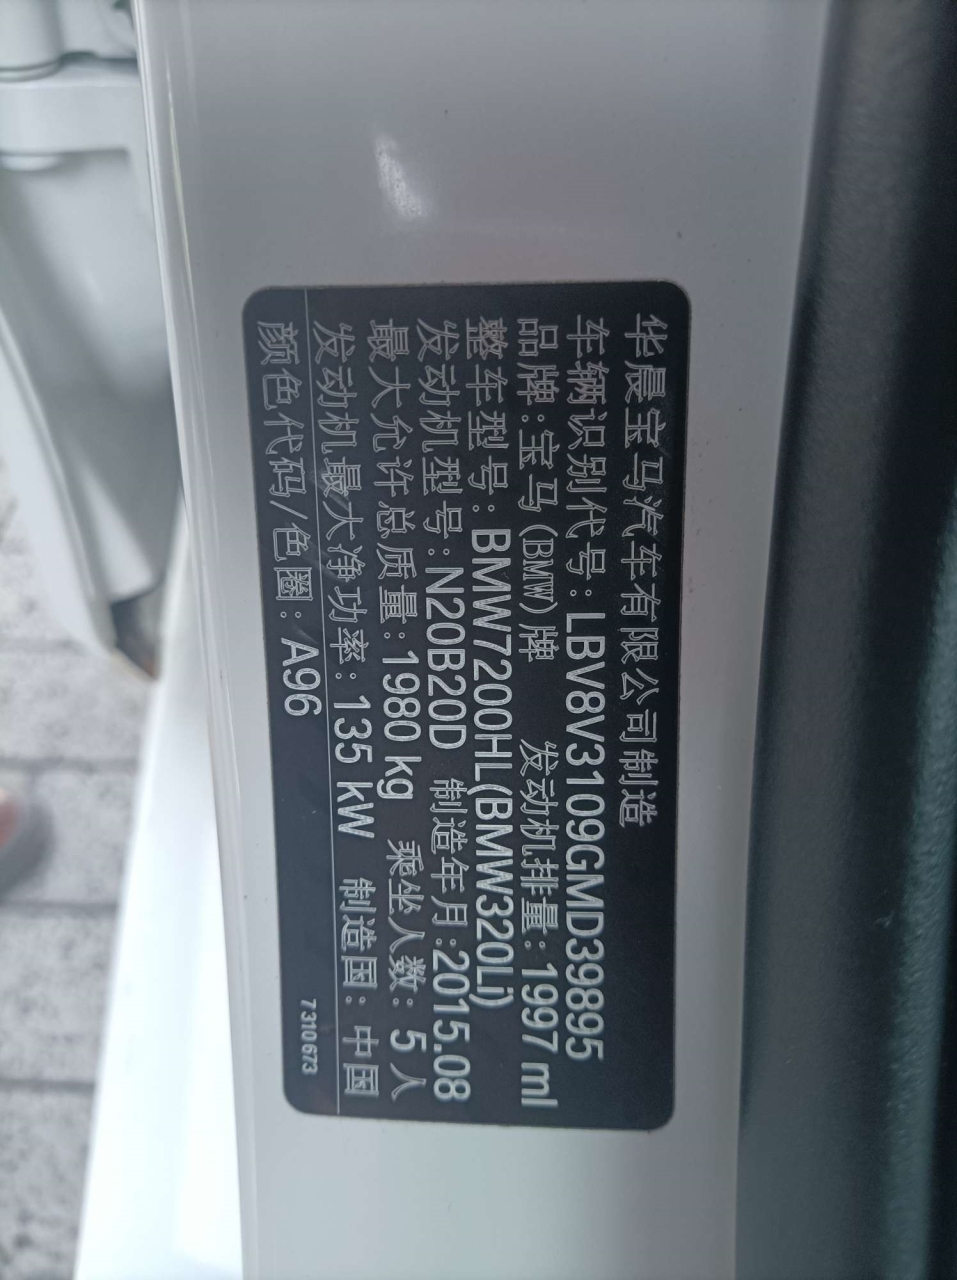 华晨宝马汽车有限公司制造
车辆识别代号:LBV8V3109GMD39895
品牌:宝马(BMW)牌 发动机排量:1997 ml
整车型号:BMW7200HL(BMW320Li)
发动机型号:N20B20D 制造年月:2015.08
最大允许总质量:1980 kg 乘坐人数:5人
发动机最大净功率:135 kW 制造国:中国
颜色代码/色圈:A96 7310673